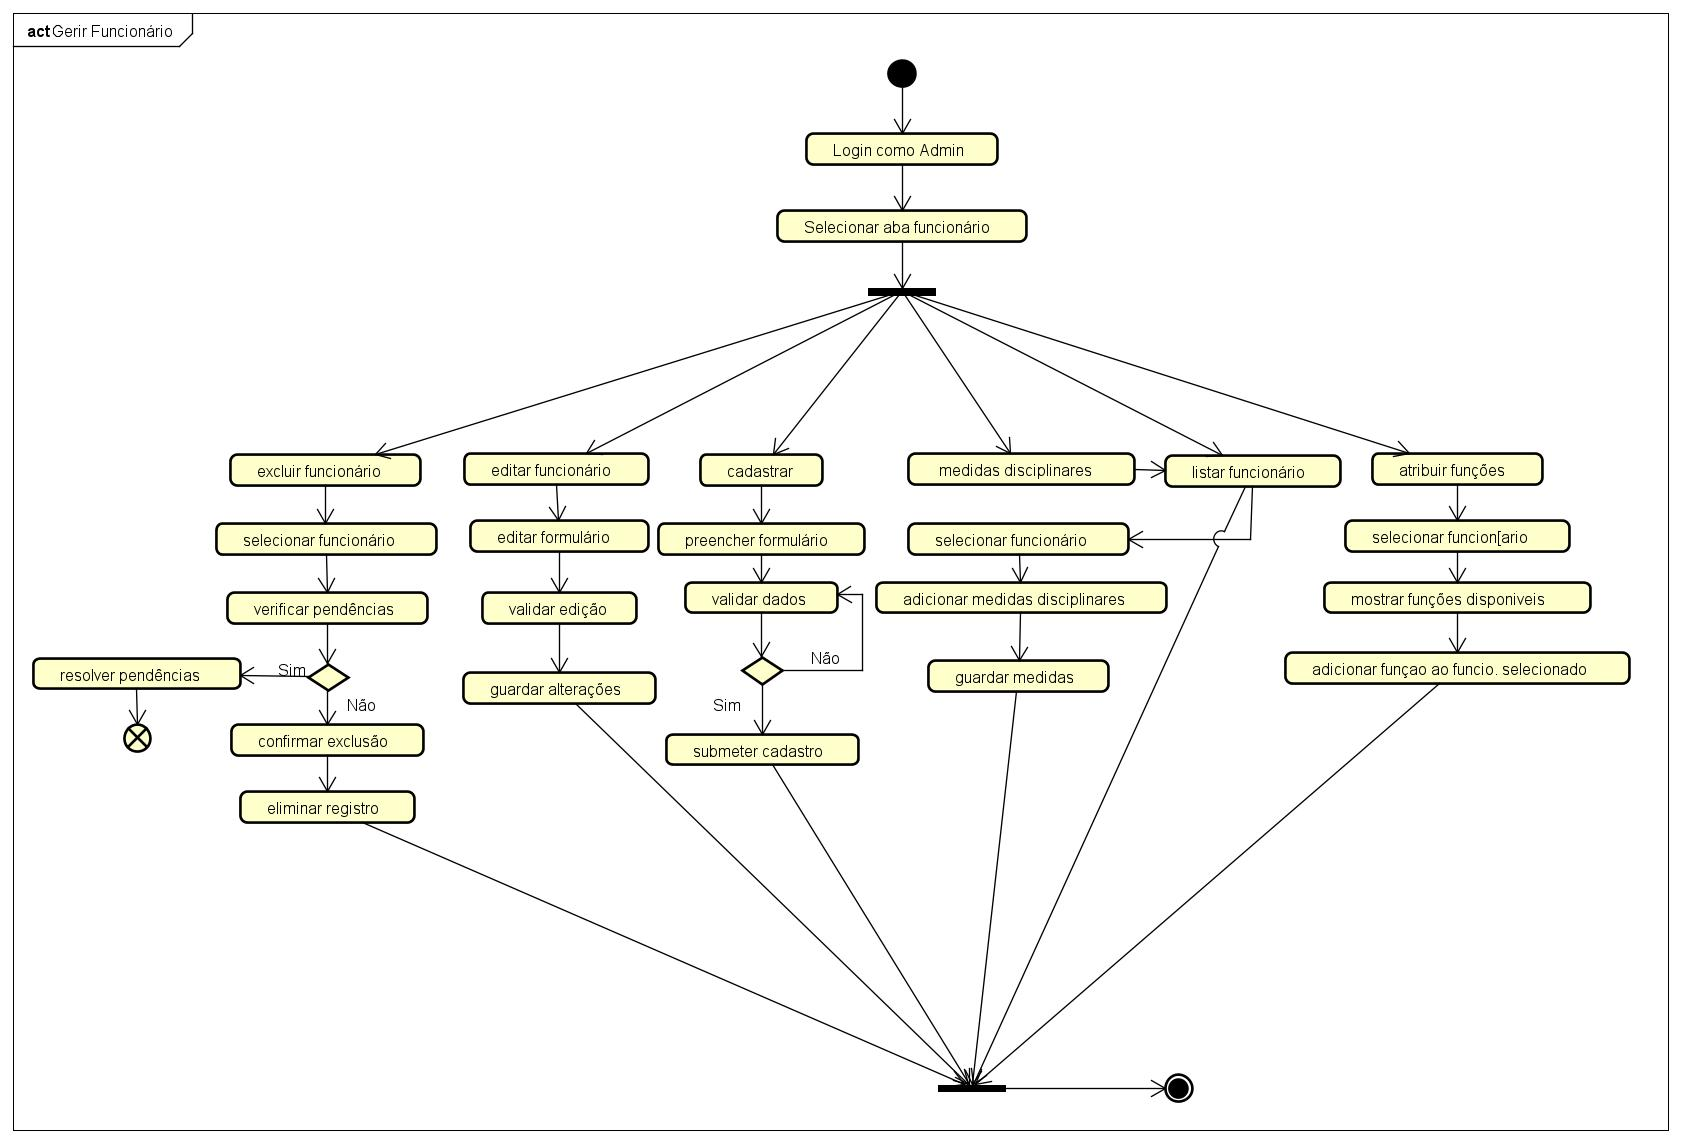 act Gerir Funcionário
Login como Admin
Selecionar aba funcionário
excluir funcionário
editar funcionário
cadastrar
medidas disciplinares
listar funcionário
atribuir funções
selecionar funcionário
editar formulário
preencher formulário
selecionar funcionário
selecionar funcion[ario
verificar pendências
validar edição
validar dados
adicionar medidas disciplinares
mostrar funções disponiveis
resolver pendências
Sim
Não
guardar alterações
Não
Sim
guardar medidas
adicionar funçao ao funcio. selecionado
confirmar exclusão
submeter cadastro
eliminar registro